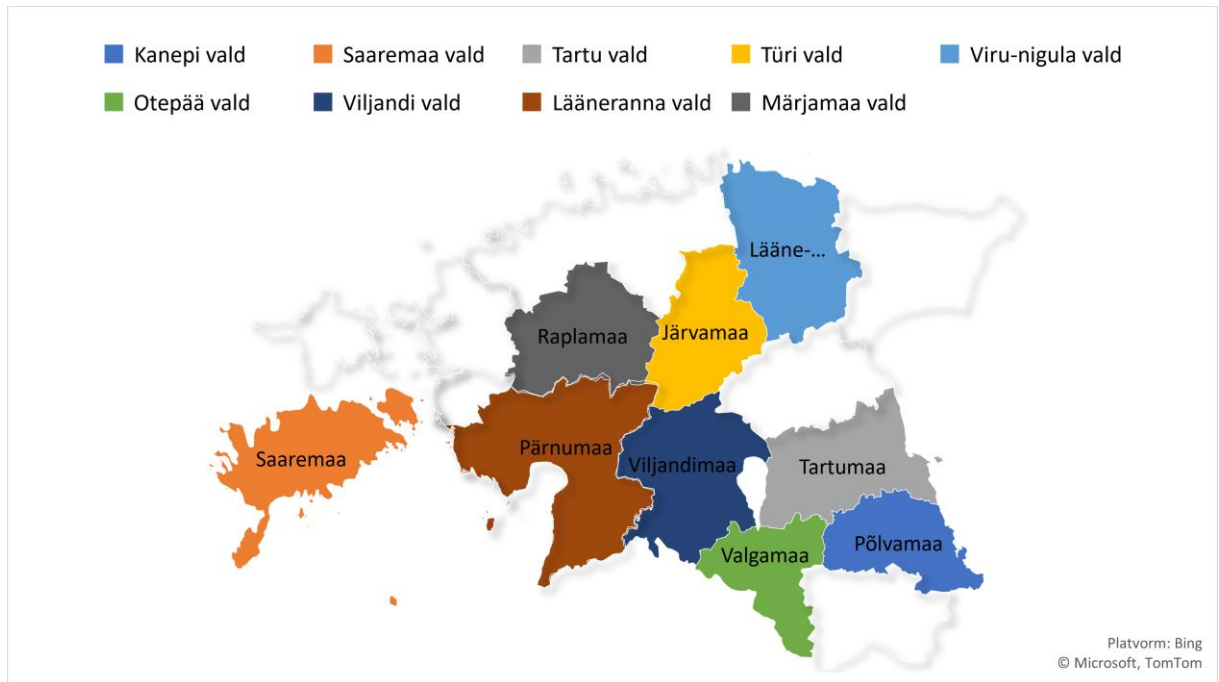 Kanepi vald
Saaremaa vald
Tartu vald
Türi vald
Viru-nigula vald
Otepää vald
Viljandi vald
Lääneranna vald
Märjamaa vald
Lääne-...
Raplamaa
Järvamaa
Pärnumaa
Saaremaa
Viljandimaa
Tartumaa
Valgamaa
Põlvamaa
Platvorm: Bing
© Microsoft, TomTom